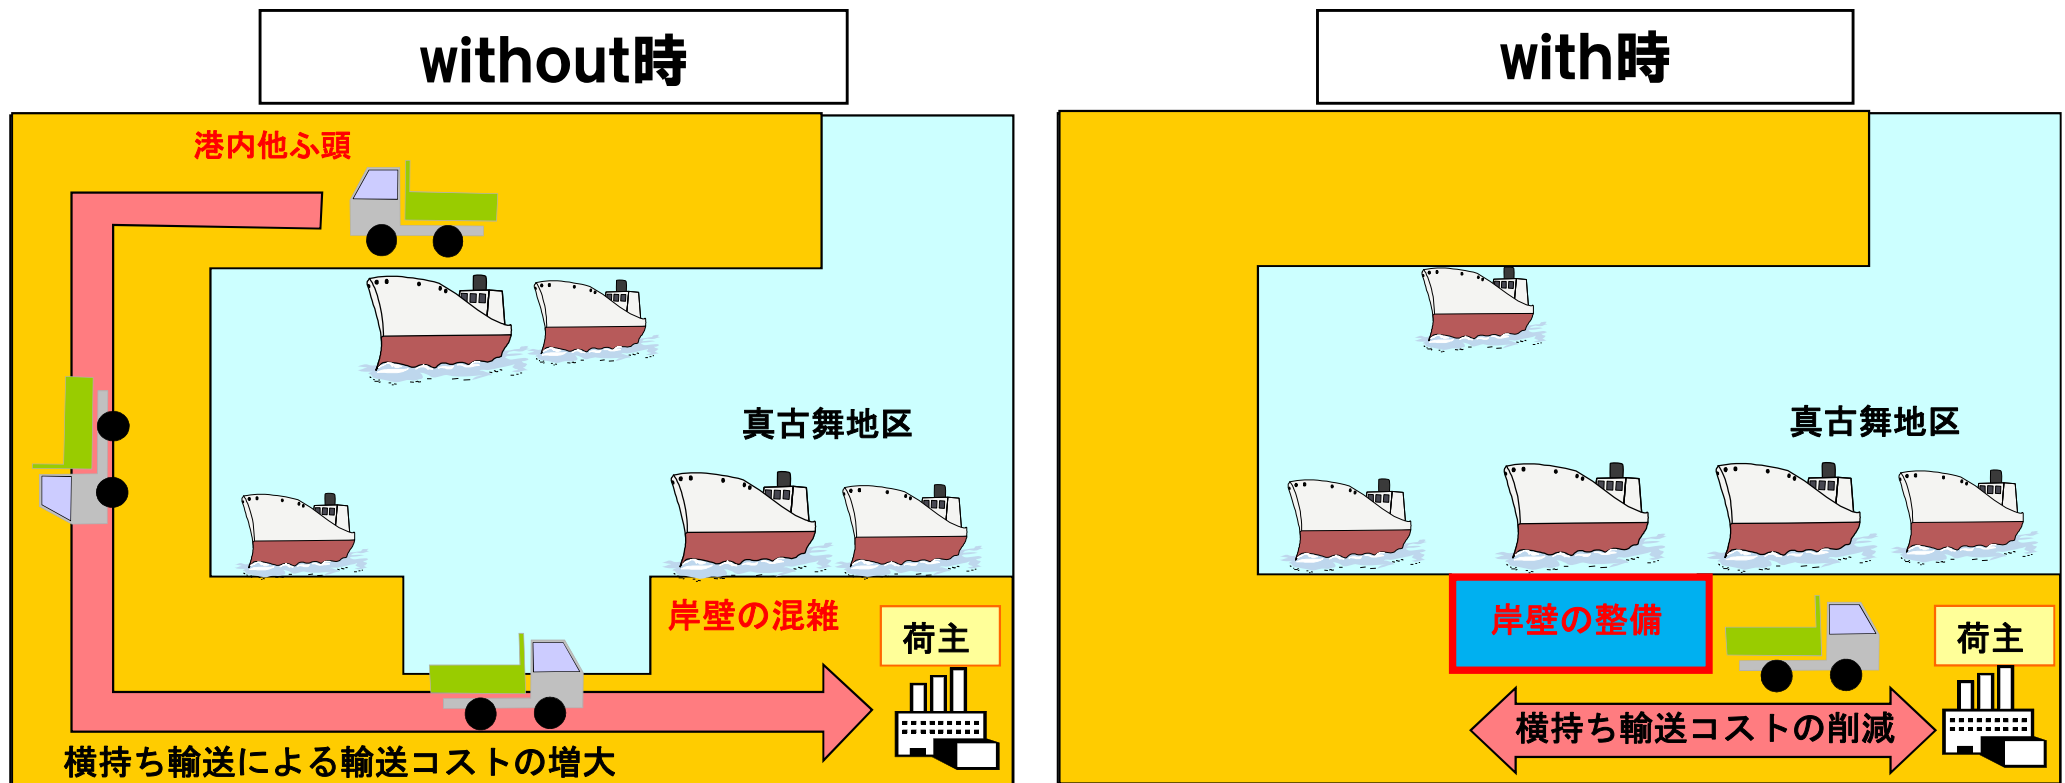 without時
港内他ふ頭
真古舞地区
岸壁の混雑
荷主
横持ち輸送による輸送コストの増大
with時
真古舞地区
岸壁の整備
荷主
横持ち輸送コストの削減